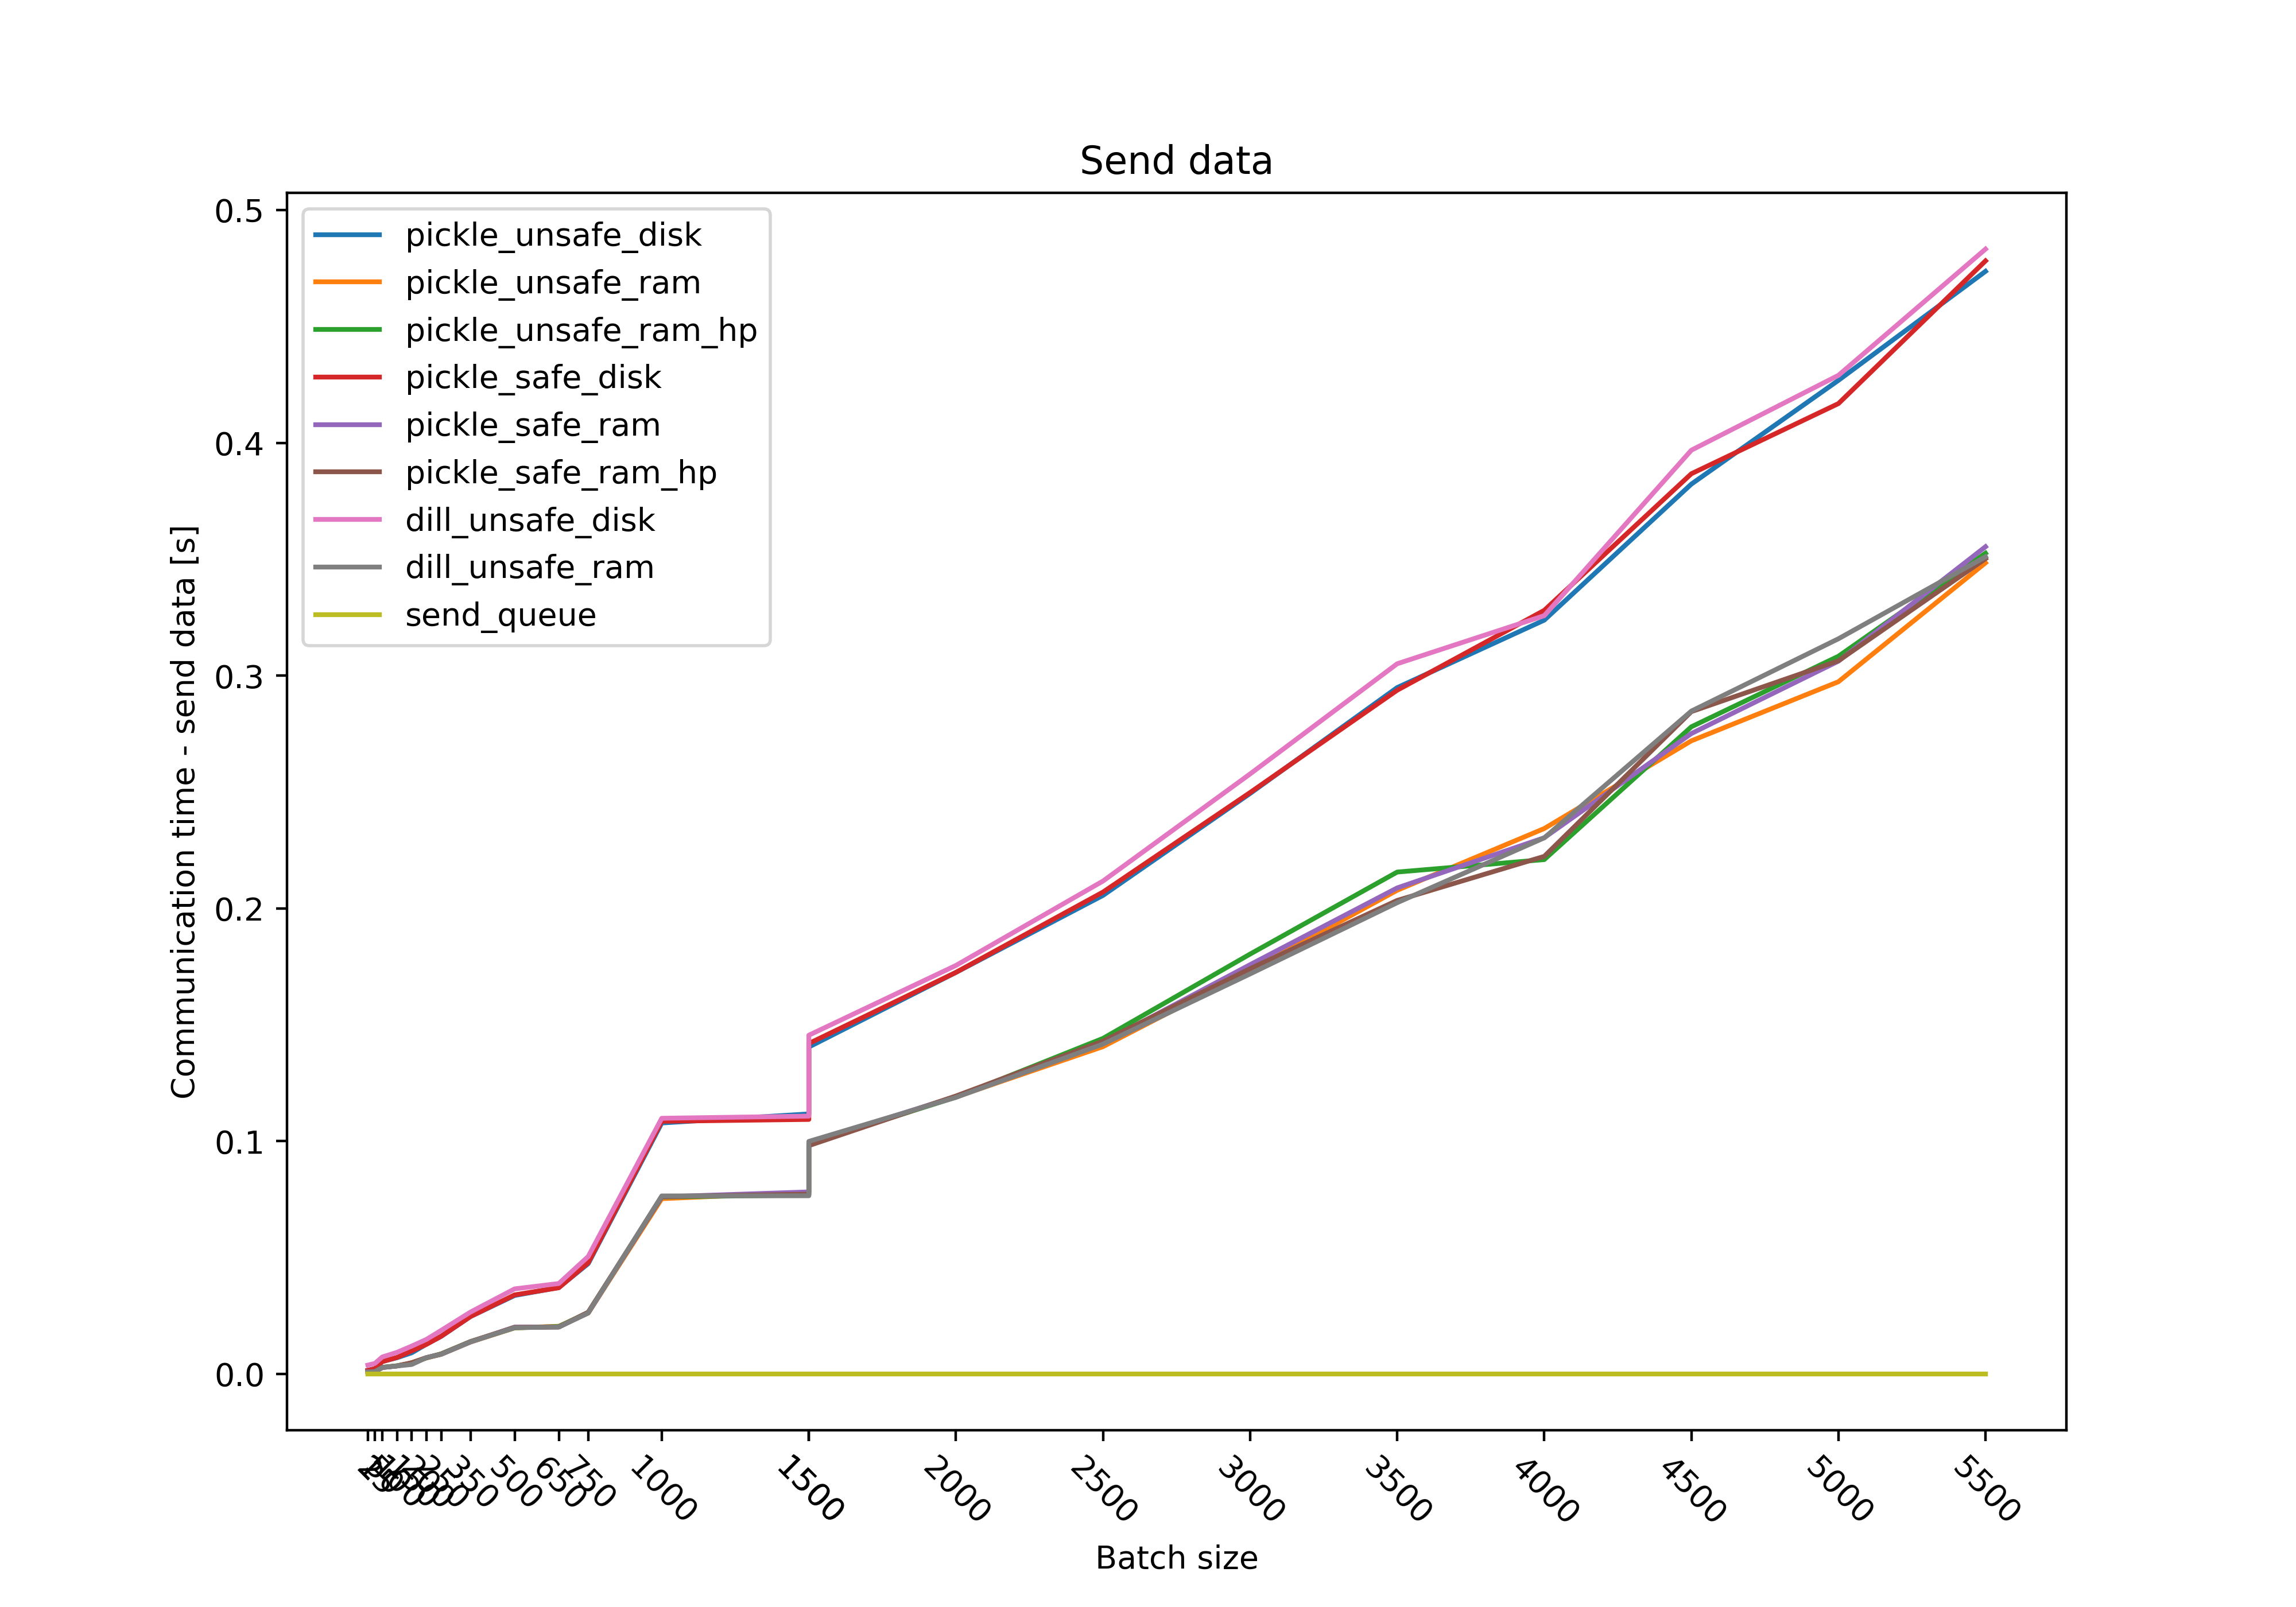 Send data
0.5
0.4
0.3
0.2
0.1
0.0
Communication time - send data [s]
pickle_unsafe_disk
pickle_unsafe_ram
pickle_unsafe_ram_hp
pickle_safe_disk
pickle_safe_ram
pickle_safe_ram_hp
dill_unsafe_disk
dill_unsafe_ram
send_queue
350 500 650 750 1000 1500 2000 2500 3000 3500 4000 4500 5000 5500
Batch size